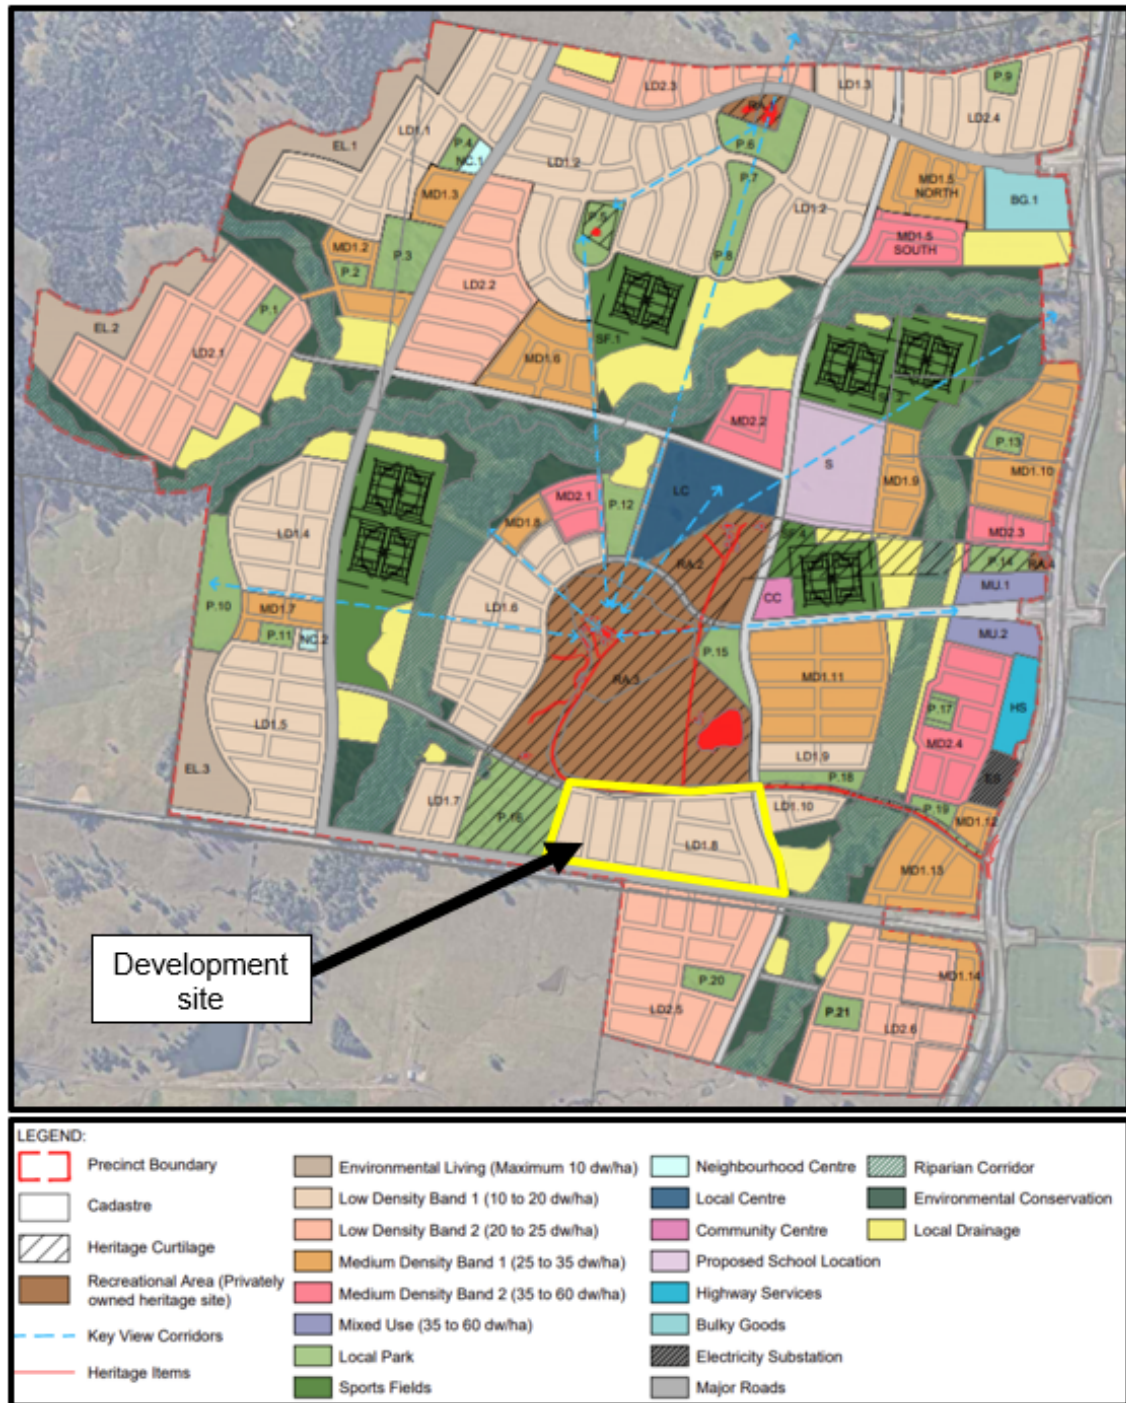 P.9
LD2.3
LD1.3
LD2.4
RA.1
LD1.1
EL.1
P.4
NC.1
P.6
LD1.2
P.7
MD1.5
NORTH
MD1.3
BG.1
LD1.2
P.5
MD1.5
SOUTH
MD1.2
P.3
P.8
P.2
LD2.2
P.1
EL.2
SF.1
LD2.1
MD1.6
MD2.2
P.13
LC
S
MD1.10
MD1.9
MD2.1
P.12
MD1.8
LD1.4
MD2.3
RA.2
P.14
RA.4
MU.1
P.10
MD1.7
LD1.6
CC
P.11
NC.2
MU.2
P.15
MD1.11
RA.3
P.17
HS
LD1.5
MD2.4
LD1.9
EL.3
P.18
ES
LD1.7
LD1.10
P.16
P.19
MD1.12
LD1.8
MD1.13
Development
site
MD1.14
P.20
LD2.5
P.21
LD2.6
LEGEND:
Precinct Boundary
Cadastre
Heritage Curtilage
Recreational Area (Privately
owned heritage site)
Key View Corridors
Heritage Items
Environmental Living (Maximum 10 dw/ha)
Low Density Band 1 (10 to 20 dw/ha)
Low Density Band 2 (20 to 25 dw/ha)
Medium Density Band 1 (25 to 35 dw/ha)
Medium Density Band 2 (35 to 60 dw/ha)
Mixed Use (35 to 60 dw/ha)
Local Park
Sports Fields
Neighbourhood Centre
Local Centre
Community Centre
Proposed School Location
Highway Services
Bulky Goods
Electricity Substation
Major Roads
Riparian Corridor
Environmental Conservation
Local Drainage